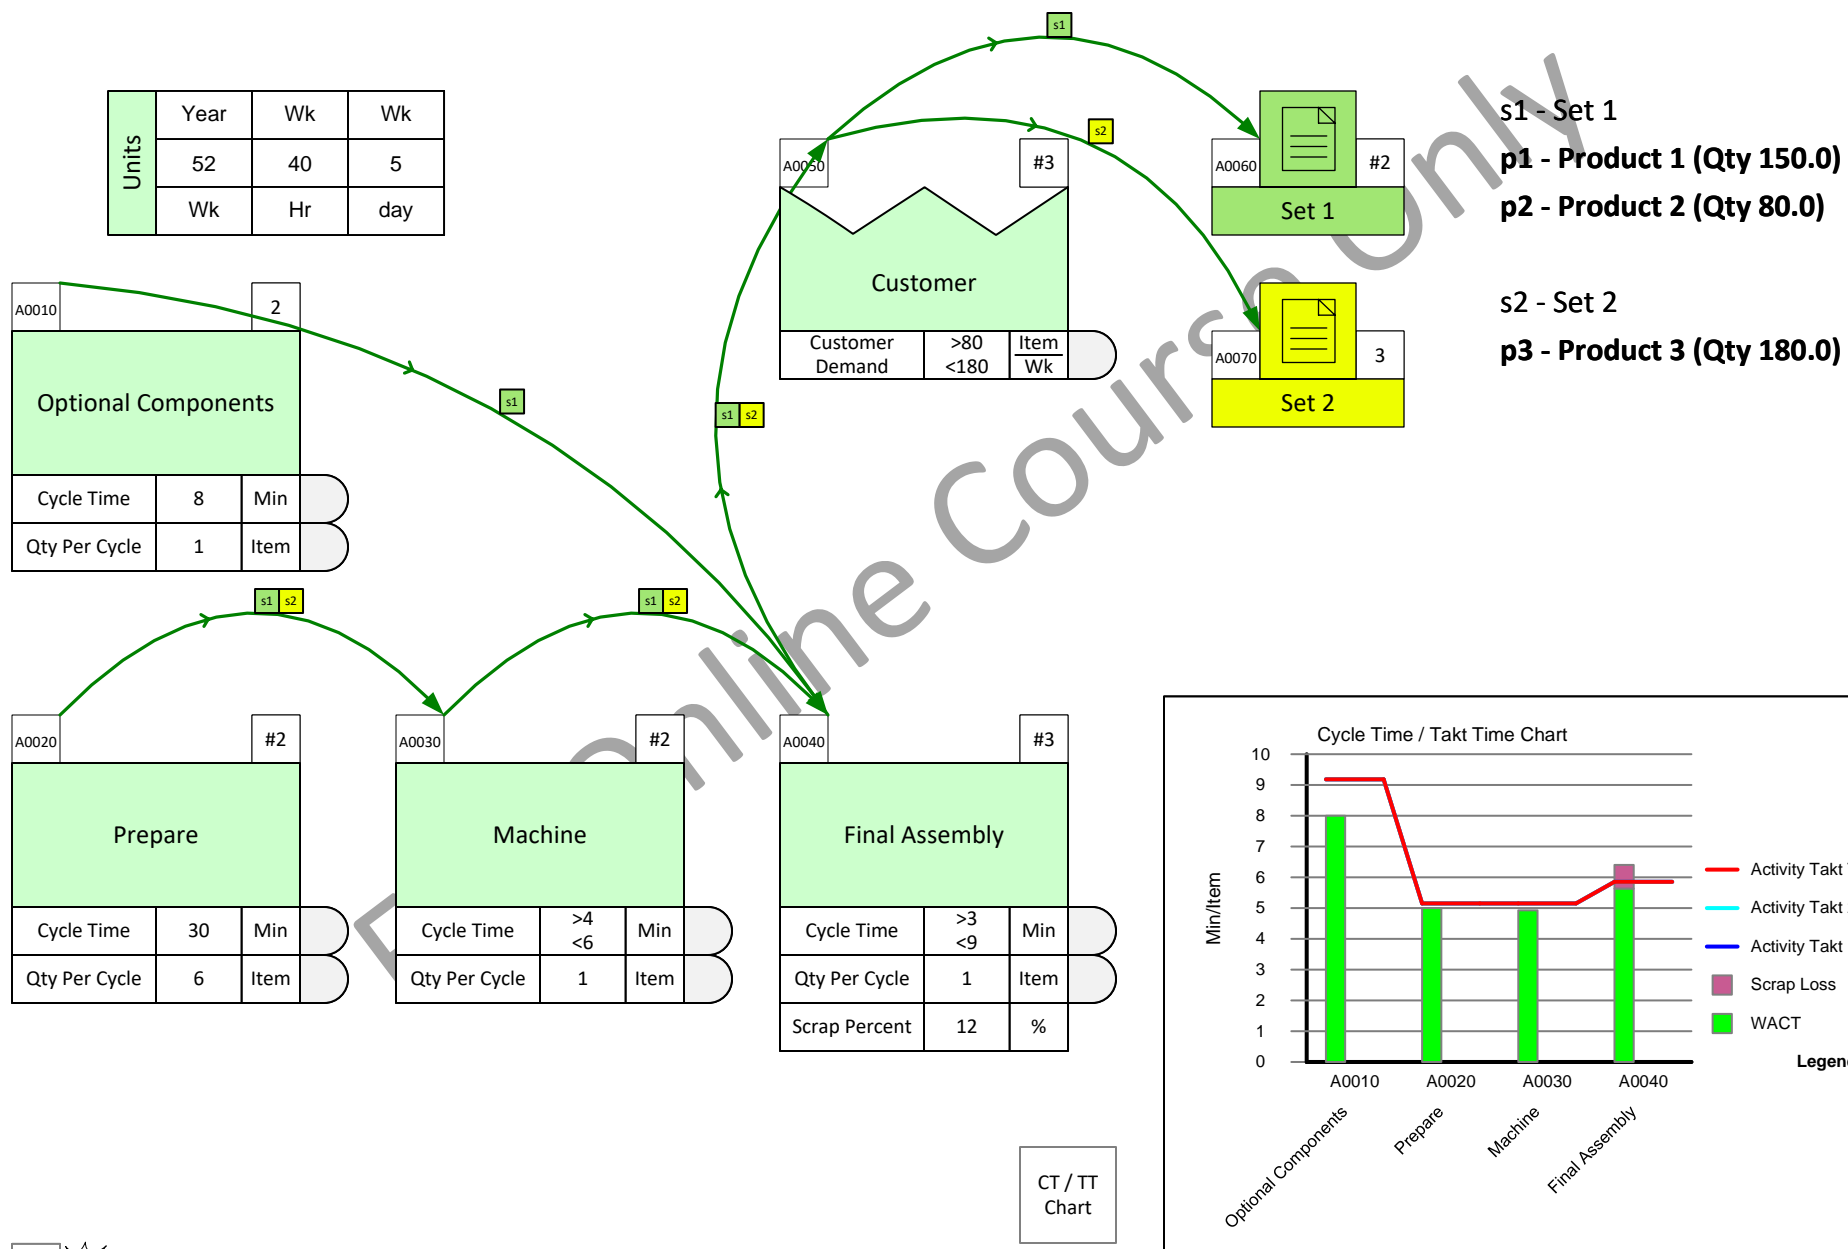 s1
Units
Year Wk Wk
52 40 5
Wk Hr day
s2
A0050 #3
Customer
Customer Demand >80 <180 Item Wk
A0060 #2
Set 1
s1 - Set 1
p1 - Product 1 (Qty 150.0)
p2 - Product 2 (Qty 80.0)
A0070 3
Set 2
s2 - Set 2
p3 - Product 3 (Qty 180.0)
A0010 2
Optional Components
Cycle Time 8 Min
Qty Per Cycle 1 Item
s1
s1 s2
s1 s2
s1 s2
A0020 #2
Prepare
Cycle Time 30 Min
Qty Per Cycle 6 Item
A0030 #2
Machine
Cycle Time >4 <6 Min
Qty Per Cycle 1 Item
A0040 #3
Final Assembly
Cycle Time >3 <9 Min
Qty Per Cycle 1 Item
Scrap Percent 12 %
Online Course Only
CT / TT
Chart
Cycle Time / Takt Time Chart
Min/Item
10
9
8
7
6
5
4
3
2
1
0
A0010 A0020 A0030 A0040
Optional Components
Prepare
Machine
Final Assembly
Activity Takt
Activity Takt
Activity Takt
Scrap Loss
WACT